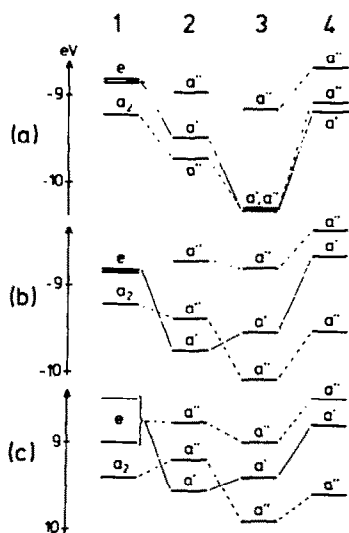 1 2 3 4
eV
e a'' a''
-9 a₂ a' a'' a''
(a) a'' a'
-10 a',a''
a'' a'' a''
e a'
-9 a₂ a'' a'
(b) a' a'' a''
-10
a'' a'' a''
e a'' a'
9
(c) a₂ a' a' a''
a''
10